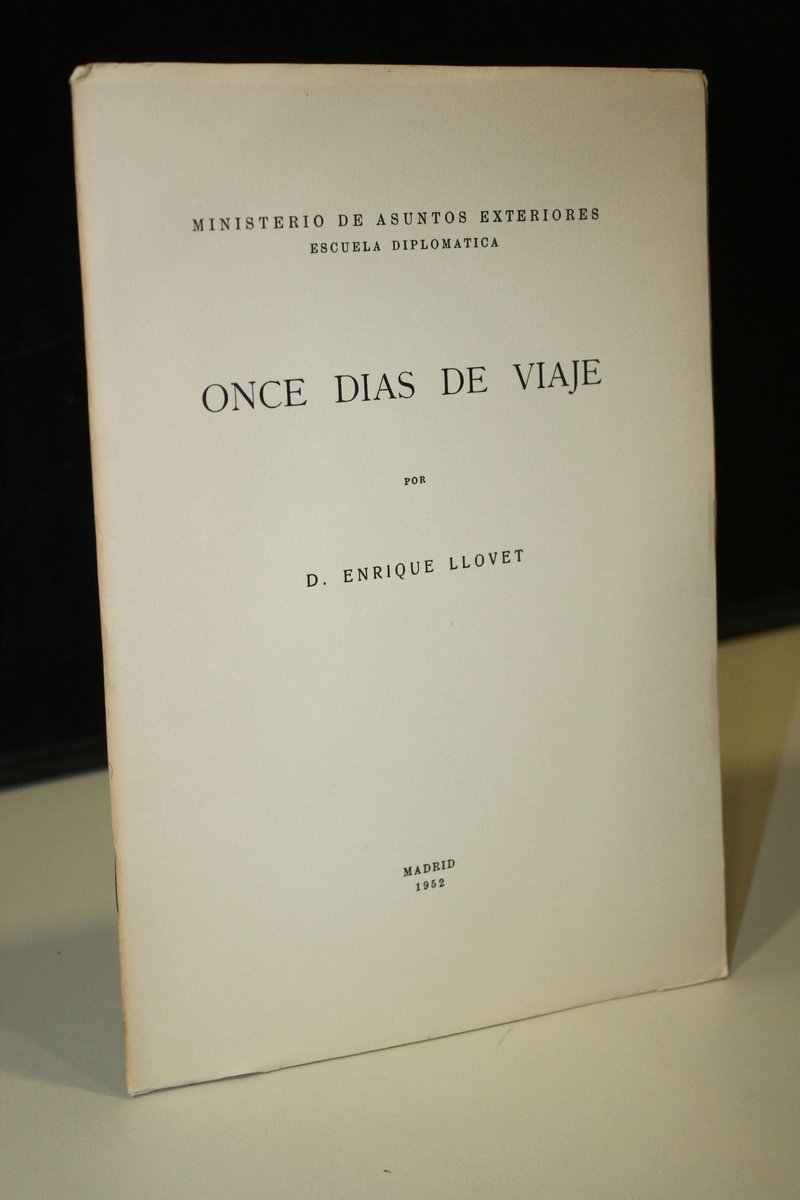 MINISTERIO DE ASUNTOS EXTERIORES
ESCUELA DIPLOMATICA
ONCE DIAS DE VIAJE
POR
D. ENRIQUE LLOVET
MADRID
1952